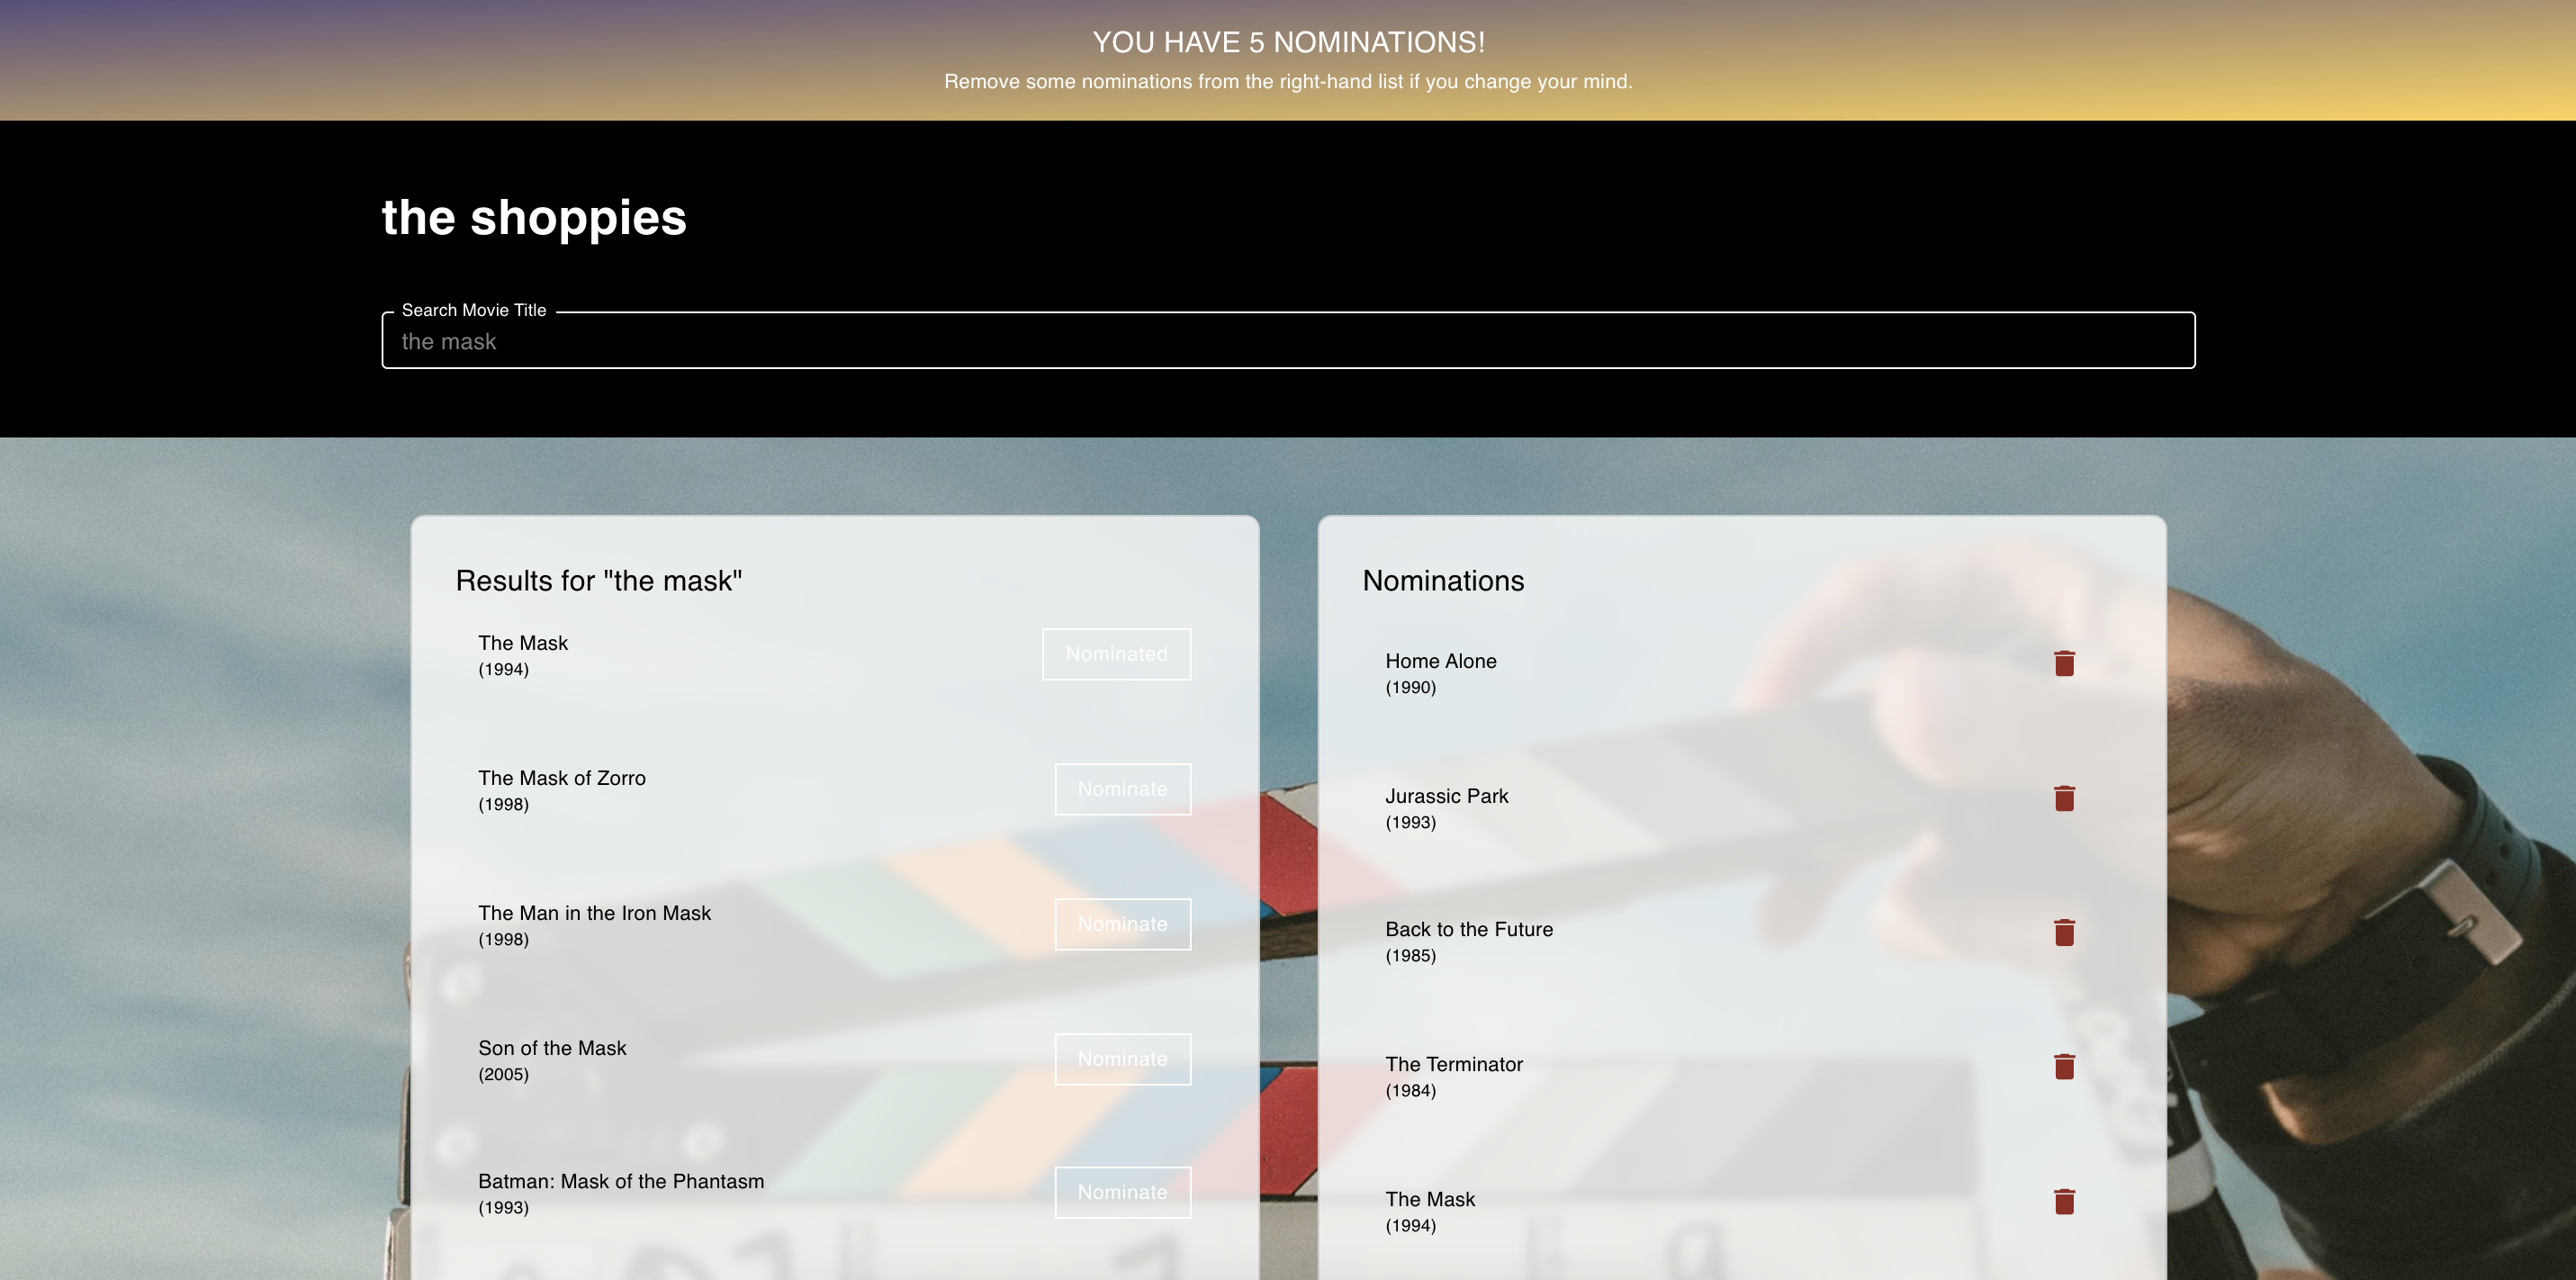 YOU HAVE 5 NOMINATIONS!
Remove some nominations from the right-hand list if you change your mind.
the shoppies
Search Movie Title
the mask
Results for "the mask"
The Mask
(1994)
Nominated
The Mask of Zorro
(1998)
Nominate
The Man in the Iron Mask
(1998)
Nominate
Son of the Mask
(2005)
Nominate
Batman: Mask of the Phantasm
(1993)
Nominate
Nominations
Home Alone
(1990)
Jurassic Park
(1993)
Back to the Future
(1985)
The Terminator
(1984)
The Mask
(1994)